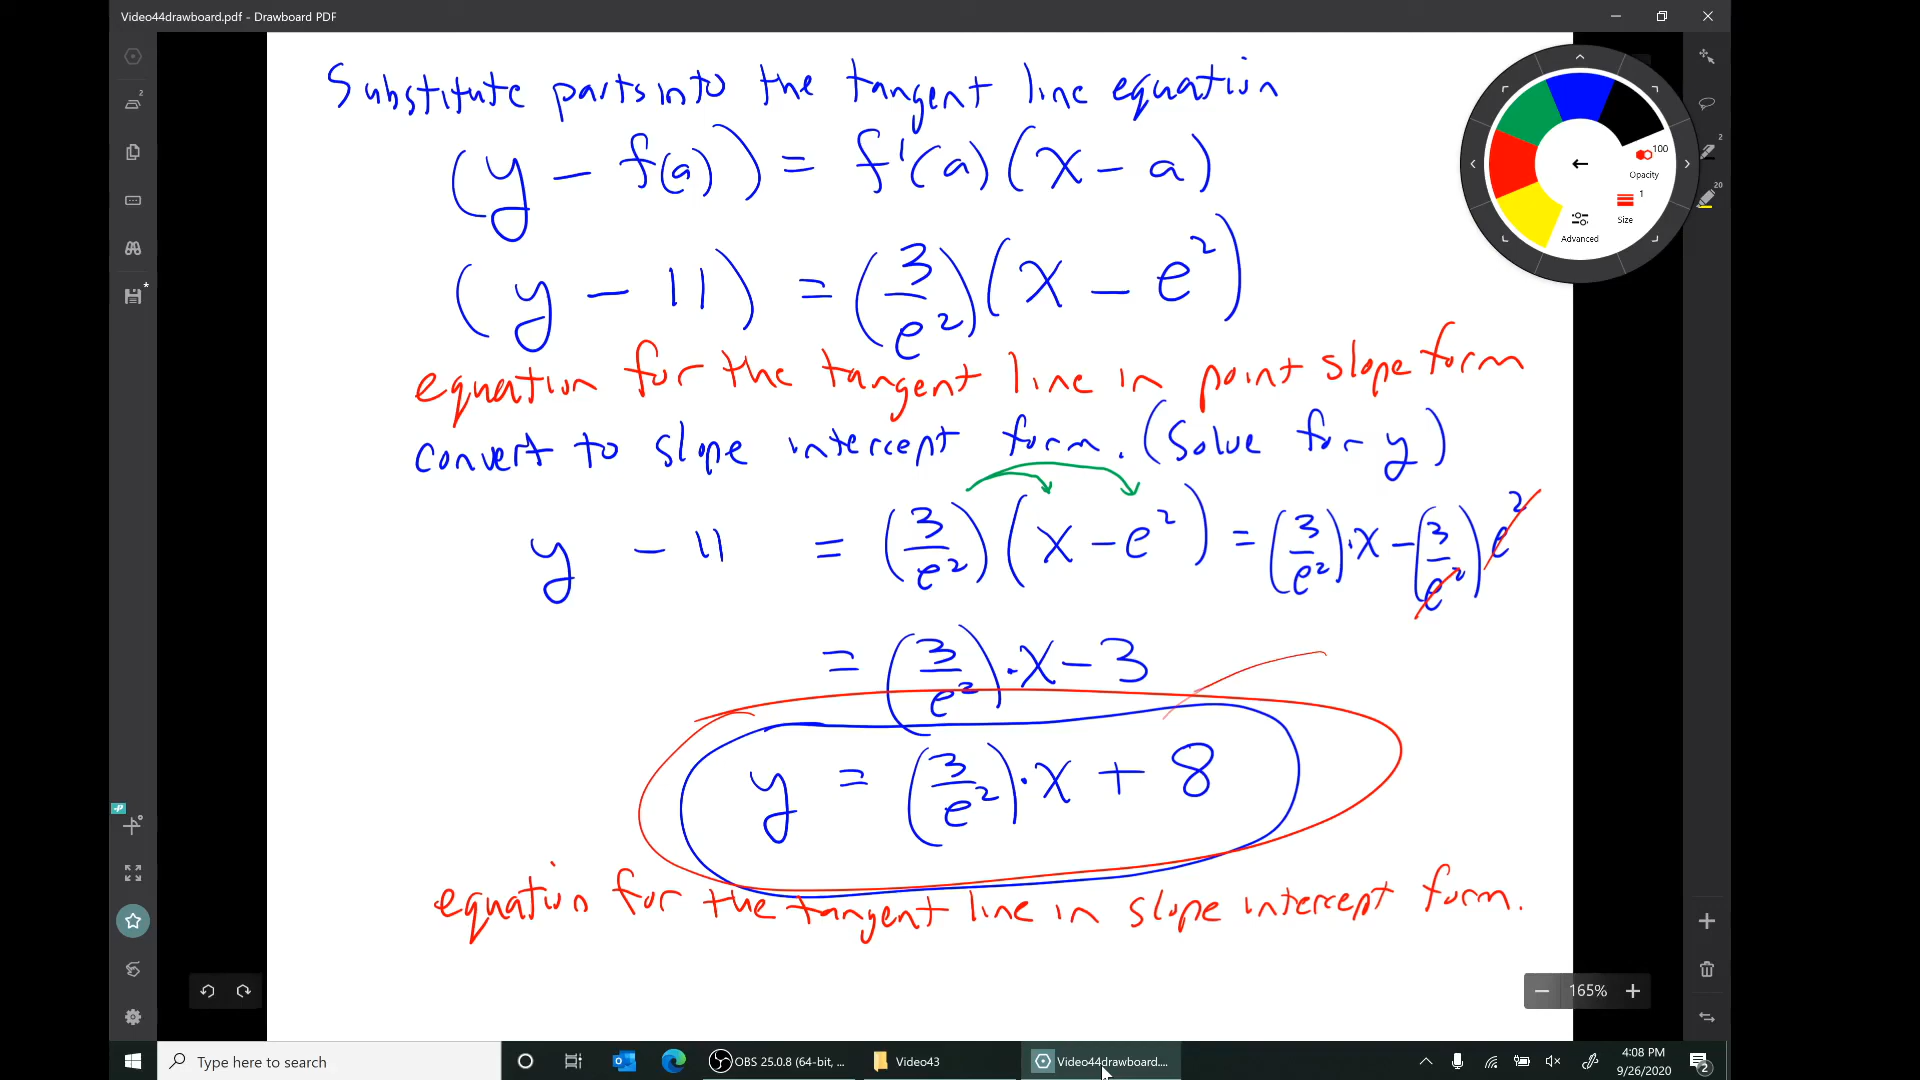 Video44drawboard.pdf - Drawboard PDF
Substitute parts into the tangent line equation
(y - f(a)) = f'(a)(x - a)
(y - 11) = (3/e²)(x - e²)
equation for the tangent line in point slope form
convert to slope intercept form. (Solve for y)
y - 11 = (3/e²)(x - e²) = (3/e²)·x - (3/e²)e²
= (3/e²)·x - 3
y = (3/e²)·x + 8
equation for the tangent line in slope intercept form.
100
Opacity
1
Size
Advanced
2
2
20
165%
Type here to search
OBS 25.0.8 (64-bit, ...
Video43
Video44drawboard....
4:08 PM
9/26/2020
2